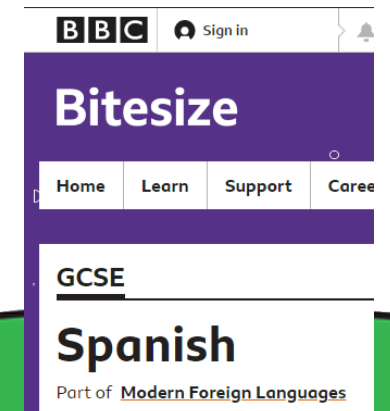 BBC Sign in
Bitesize
Home Learn Support Caree
GCSE
Spanish
Part of Modern Foreign Languages